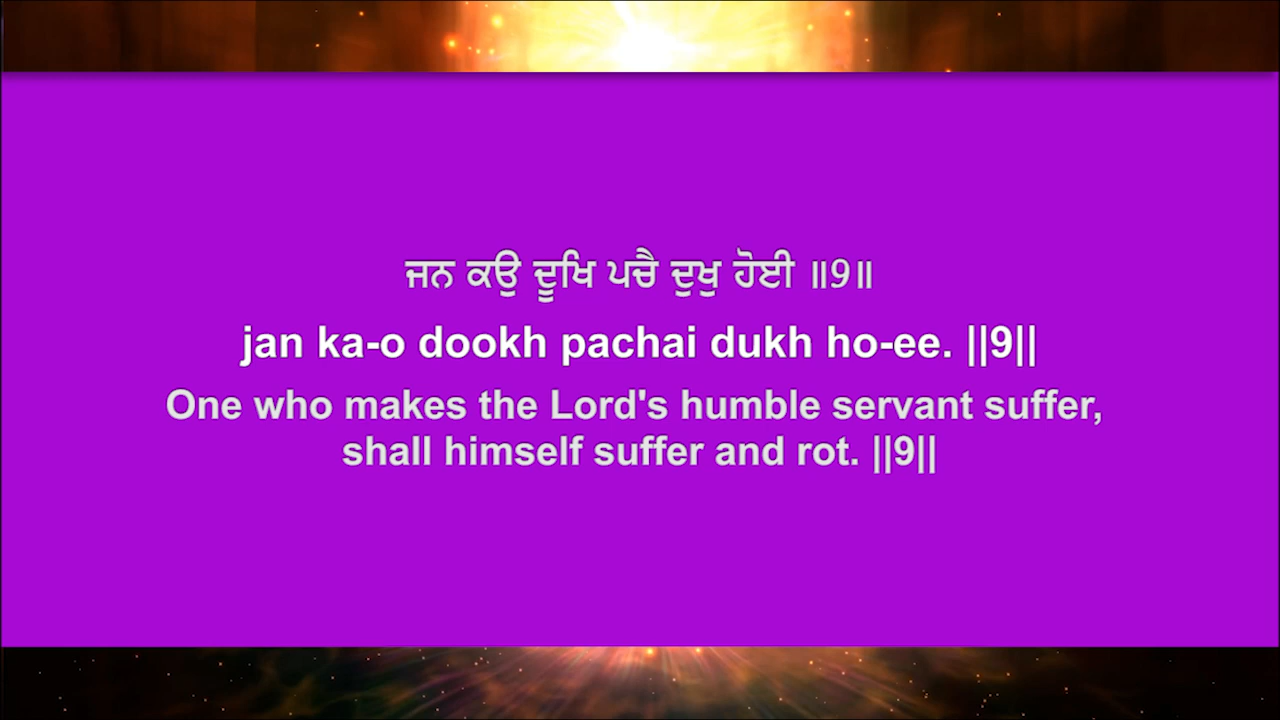 ਜਨ ਕਉ ਦੂਖਿ ਪਚੈ ਦੁਖੁ ਹੋਈ ॥9॥
jan ka-o dookh pachai dukh ho-ee. ||9||
One who makes the Lord's humble servant suffer,
shall himself suffer and rot. ||9||